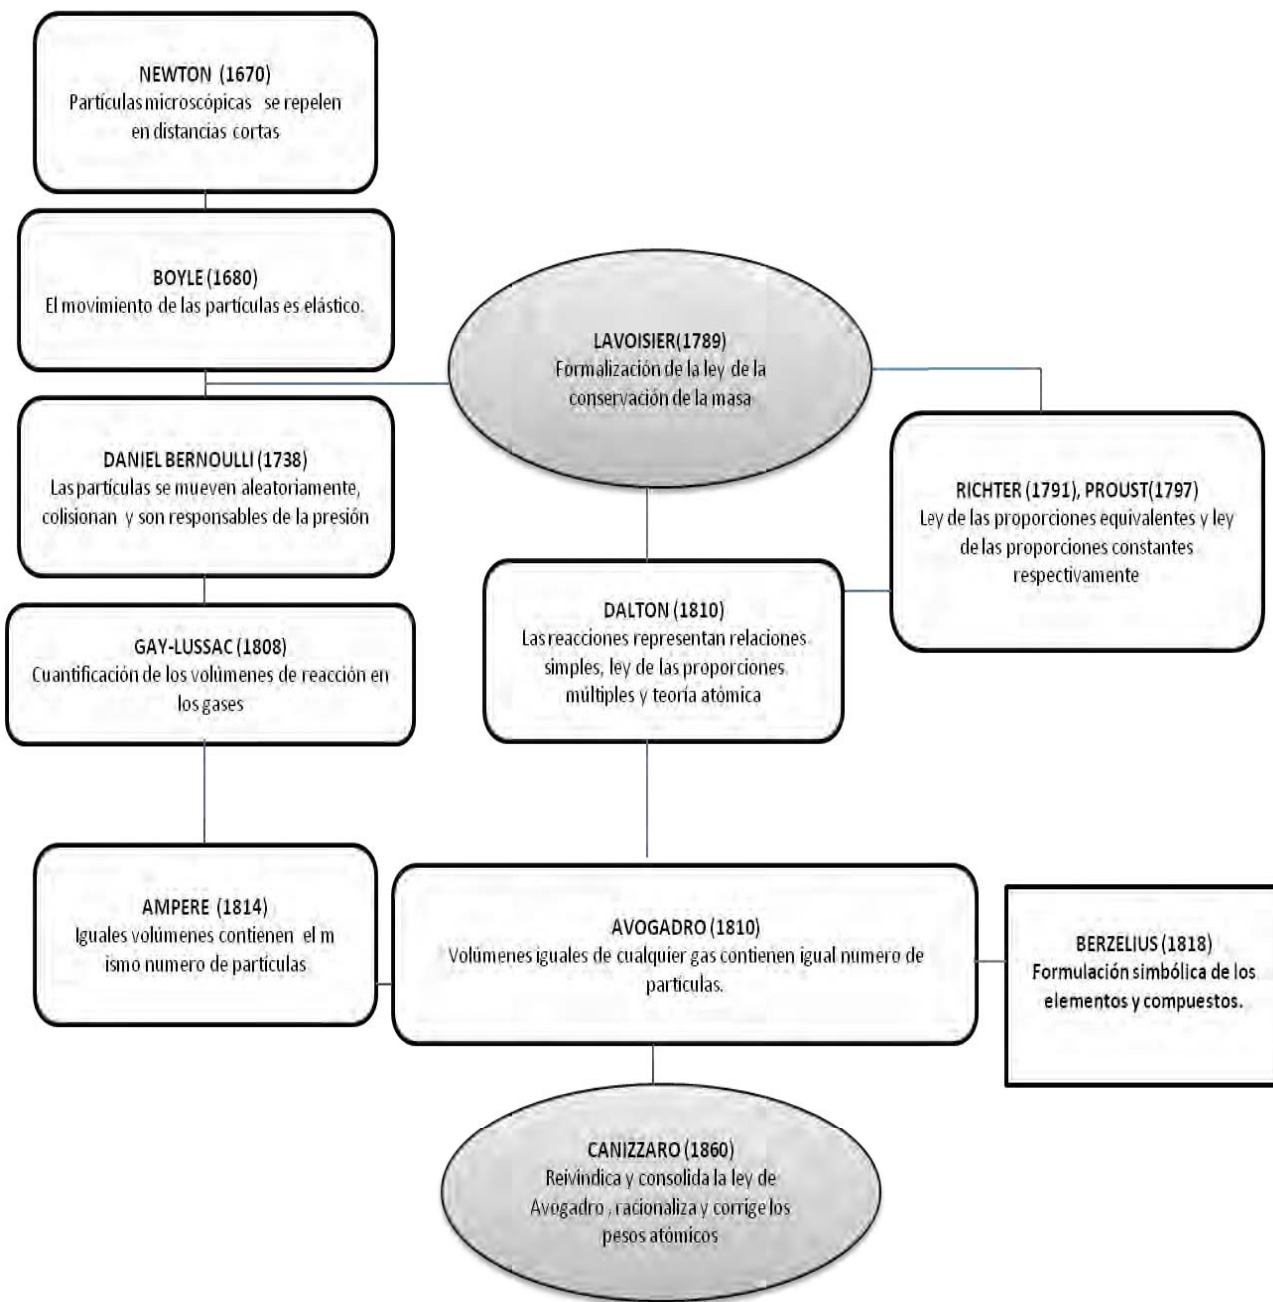 NEWTON (1670)
Partículas microscópicas se repelen
en distancias cortas
BOYLE (1680)
El movimiento de las partículas es elástico.
LAVOISIER(1789)
Formalización de la ley de la
conservación de la masa
DANIEL BERNOULLI (1738)
Las partículas se mueven aleatoriamente,
colisionan y son responsables de la presión
RICHTER (1791), PROUST(1797)
Ley de las proporciones equivalentes y ley
de las proporciones constantes
respectivamente
GAY-LUSSAC (1808)
Cuantificación de los volúmenes de reacción en
los gases
DALTON (1810)
Las reacciones representan relaciones
simples, ley de las proporciones
múltiples y teoría atómica
AMPERE (1814)
Iguales volúmenes contienen el m
ismo numero de partículas
AVOGADRO (1810)
Volúmenes iguales de cualquier gas contienen igual numero de
partículas.
BERZELIUS (1818)
Formulación simbólica de los
elementos y compuestos.
CANIZZARO (1860)
Reivindica y consolida la ley de
Avogadro , racionaliza y corrige los
pesos atómicos